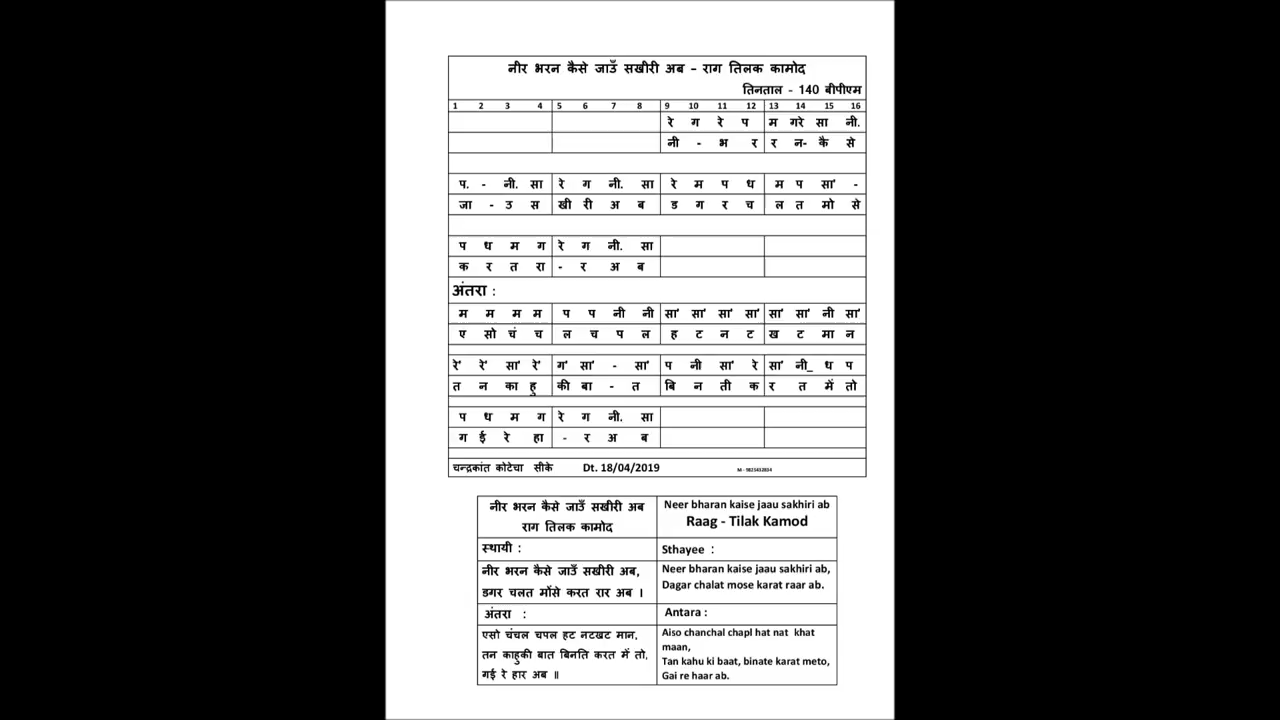 नीर भरन कैसे जाउँ सखीरी अब – राग तिलक कामोद
तिनताल - 140 बीपीएम
1 2 3 4 5 6 7 8 9 10 11 12 13 14 15 16
रे ग रे प म गरे सा नी.
नी - भ र र न- कै से
प. - नी. सा रे ग नी. सा रे म प ध म प सा' -
जा - उ स खी री अ ब ड ग र च ल त मो से
प ध म ग रे ग नी. सा
क र त रा - र अ ब
अंतरा :
म म म म प प नी नी सा' सा' सा' सा' सा' सा' नी सा'
ए सो चं च ल च प ल ह ट न ट ख ट मा न
रे' रे' सा' रे' ग' सा' - सा' प नी सा' रे सा' नी_ ध प
त न का हु की बा - त बि न ती क र त में तो
प ध म ग रे ग नी. सा
ग ई रे हा - र अ ब
चन्द्रकांत कोटेचा सीके Dt. 18/04/2019 M - 9823432834
नीर भरन कैसे जाउँ सखीरी अब
राग तिलक कामोद
Neer bharan kaise jaau sakhiri ab
Raag - Tilak Kamod
स्थायी :
Sthayee :
नीर भरन कैसे जाउँ सखीरी अब,
डगर चलत मोंसे करत रार अब ।
Neer bharan kaise jaau sakhiri ab,
Dagar chalat mose karat raar ab.
अंतरा :
Antara :
एसो चंचल चपल हट नटखट मान,
तन काहुकी बात बिनति करत में तो,
गई रे हार अब ॥
Aiso chanchal chapl hat nat khat
maan,
Tan kahu ki baat, binate karat meto,
Gai re haar ab.